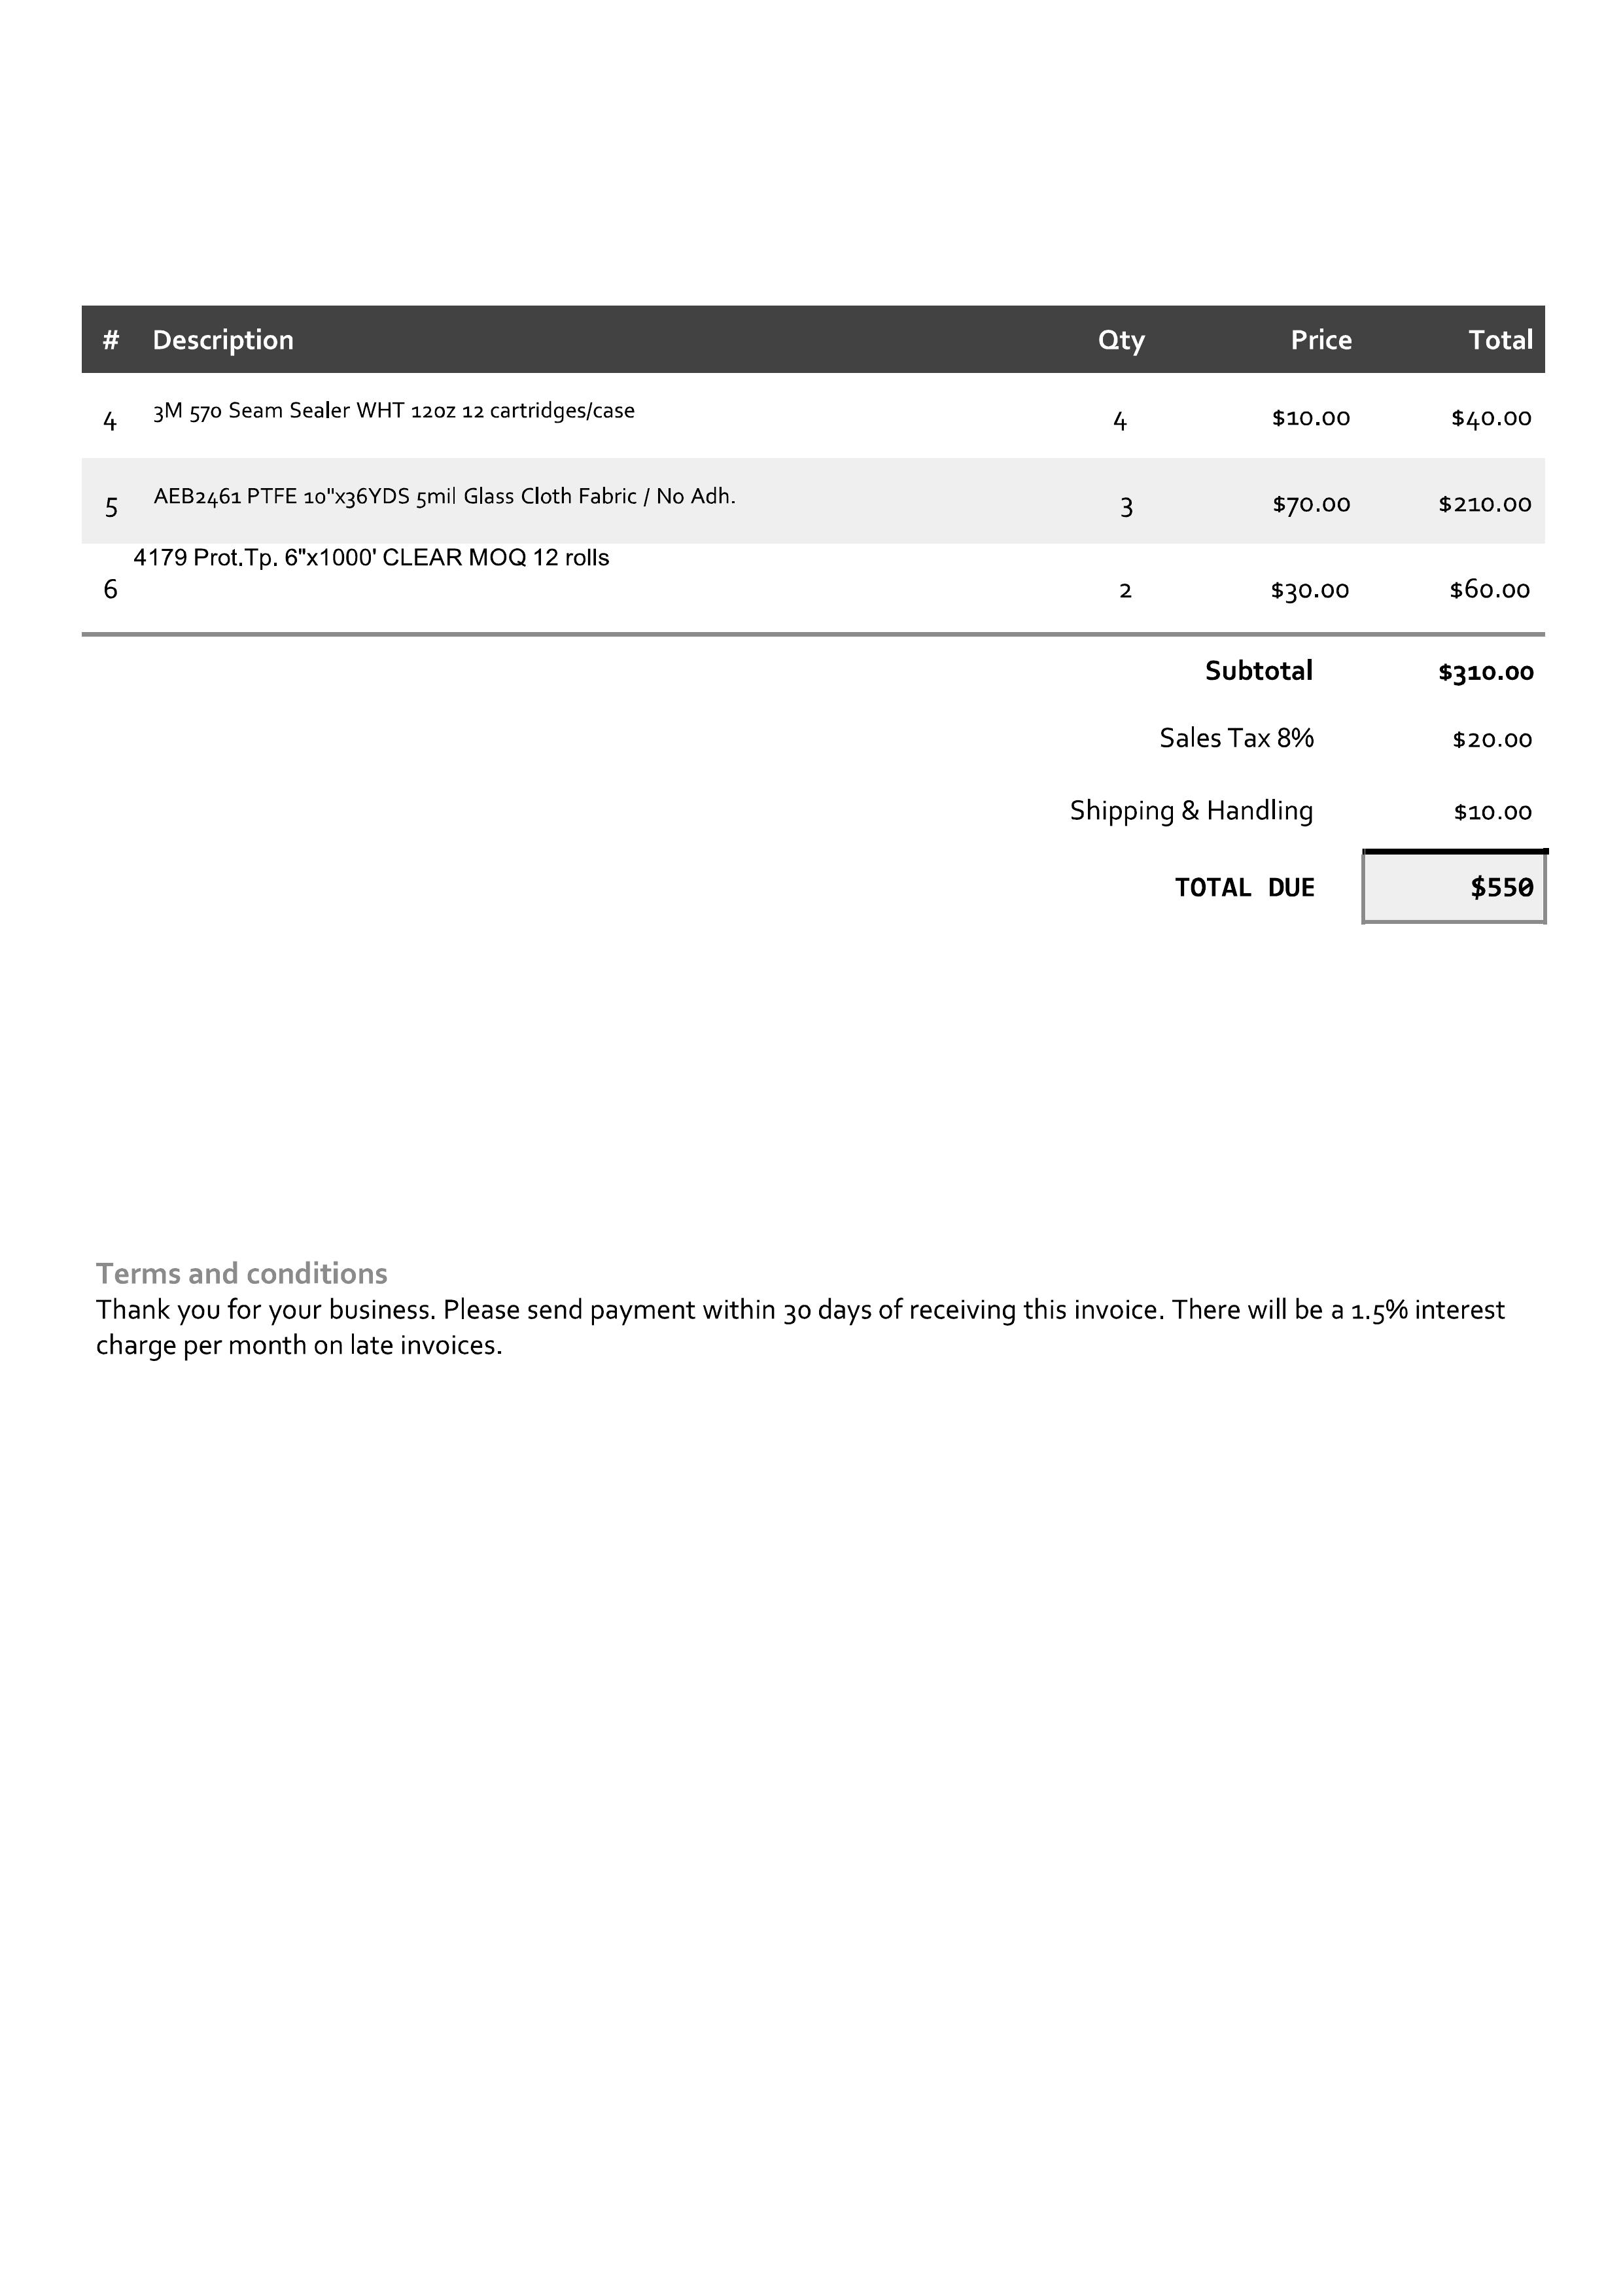 # Description Qty Price Total
4 3M 570 Seam Sealer WHT 12oz 12 cartridges/case 4 $10.00 $40.00
5 AEB2461 PTFE 10"x36YDS 5mil Glass Cloth Fabric / No Adh. 3 $70.00 $210.00
4179 Prot.Tp. 6"x1000' CLEAR MOQ 12 rolls
6 2 $30.00 $60.00
Subtotal $310.00
Sales Tax 8% $20.00
Shipping & Handling $10.00
TOTAL DUE $550
Terms and conditions
Thank you for your business. Please send payment within 30 days of receiving this invoice. There will be a 1.5% interest
charge per month on late invoices.